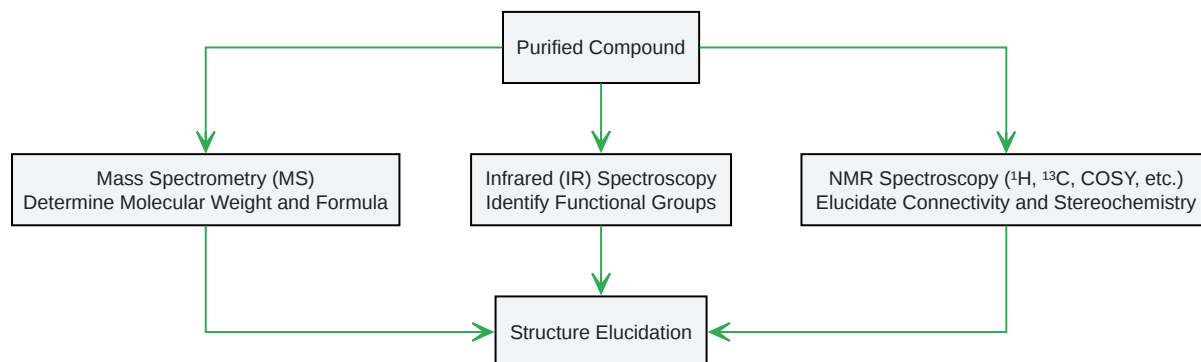 Purified Compound
Mass Spectrometry (MS)
Determine Molecular Weight and Formula
Infrared (IR) Spectroscopy
Identify Functional Groups
NMR Spectroscopy (¹H, ¹³C, COSY, etc.)
Elucidate Connectivity and Stereochemistry
Structure Elucidation